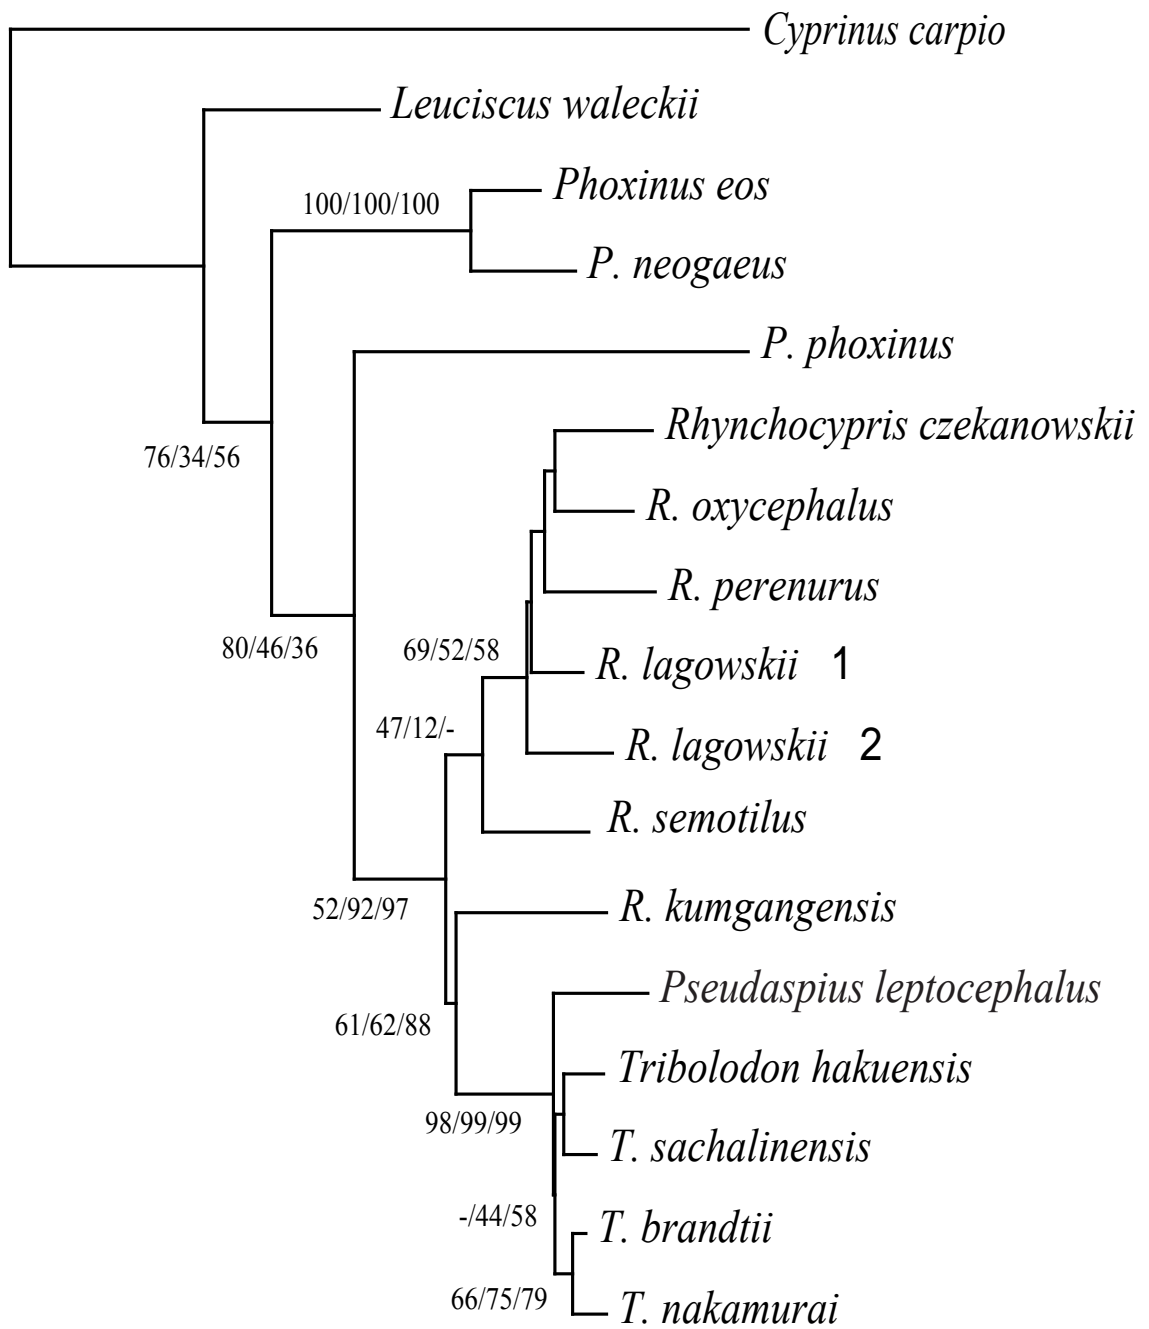 Cyprinus carpio
Leuciscus waleckii
Phoxinus eos
100/100/100
P. neogaeus
P. phoxinus
Rhynchocypris czekanowskii
76/34/56
R. oxycephalus
R. perenurus
80/46/36
69/52/58
R. lagowskii 1
47/12/-
R. lagowskii 2
R. semotilus
52/92/97
R. kumgangensis
Pseudaspius leptocephalus
61/62/88
Tribolodon hakuensis
98/99/99
T. sachalinensis
-/44/58
T. brandtii
66/75/79
T. nakamurai